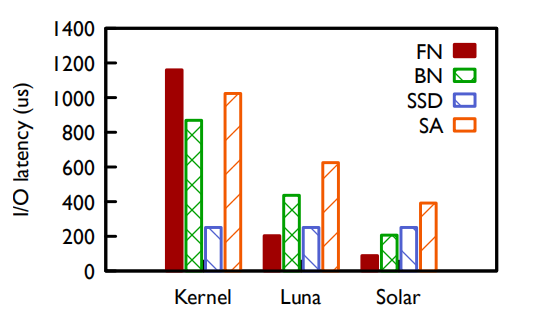 I/O latency (us)
1400
1200
1000
800
600
400
200
0
FN
BN
SSD
SA
Kernel
Luna
Solar